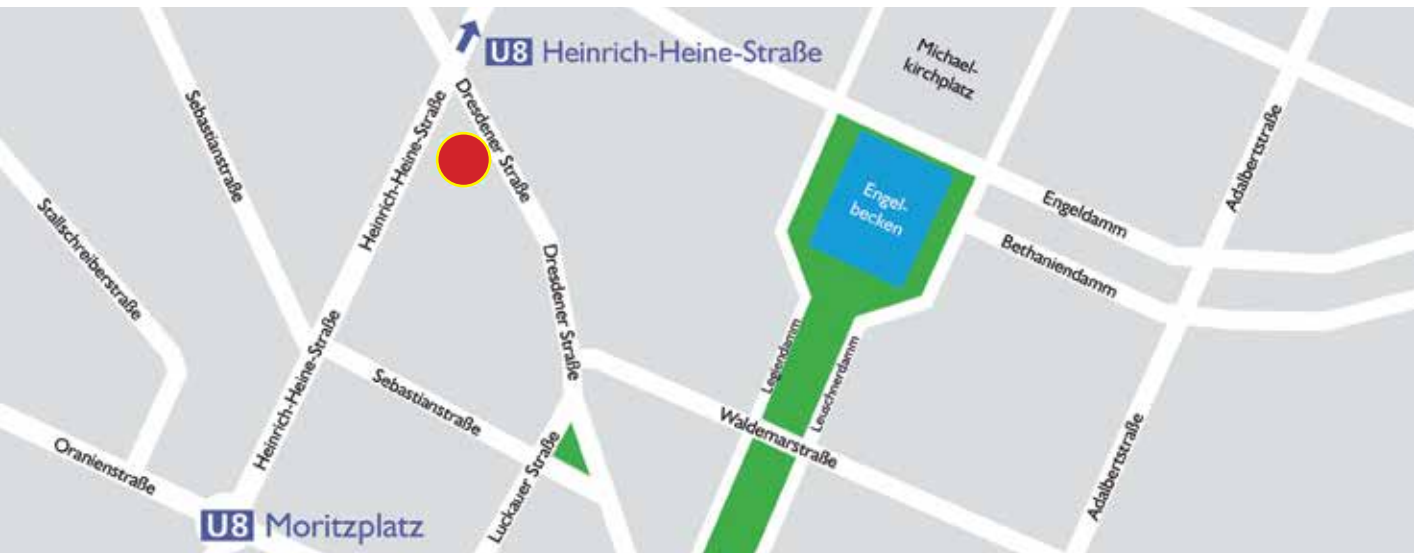 U8 Heinrich-Heine-Straße
Michael-
kirchplatz
Sebastianstraße
Heinrich-Heine-Straße
Dresdener Straße
Adalbertstraße
Engel-
becken
Stallschreiberstraße
Engeldamm
Bethaniendamm
Dresdener Straße
Heinrich-Heine-Straße
Legiendamm
Leuschnerdamm
Sebastianstraße
Waldemarstraße
Oranienstraße
Luckauer Straße
Adalbertstraße
U8 Moritzplatz